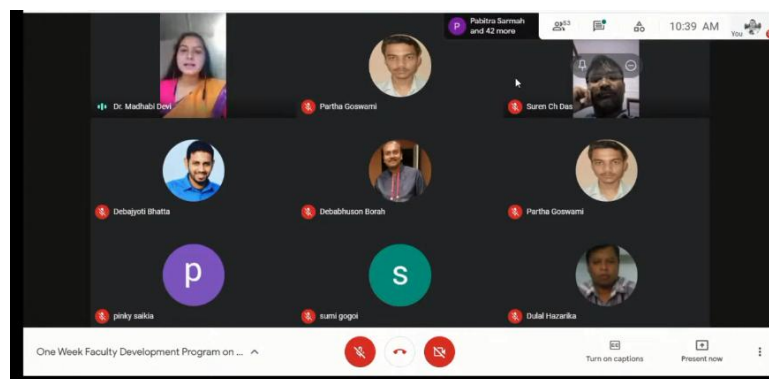 P
Pabitra Sarmah
and 42 more
53
10:39 AM
You
Dr. Madhabi Devi
Partha Goswami
Suren Ch Das
Debajyoti Bhatta
Debabhuson Borah
Partha Goswami
p
pinky saikia
s
sumi gogoi
Dulal Hazarika
One Week Faculty Development Program on ...
Turn on captions
Present now